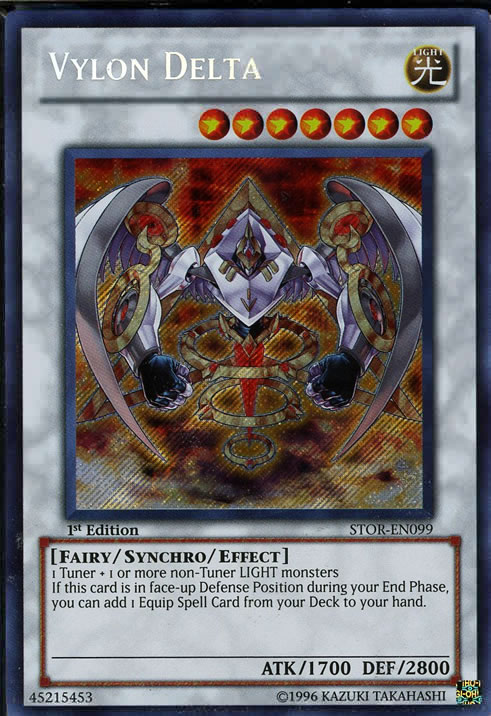 VYLON DELTA
LIGHT
光
1st Edition
STOR-EN099
[FAIRY/SYNCHRO/EFFECT]
1 Tuner + 1 or more non-Tuner LIGHT monsters
If this card is in face-up Defense Position during your End Phase,
you can add 1 Equip Spell Card from your Deck to your hand.
ATK/1700 DEF/2800
45215453
©1996 KAZUKI TAKAHASHI